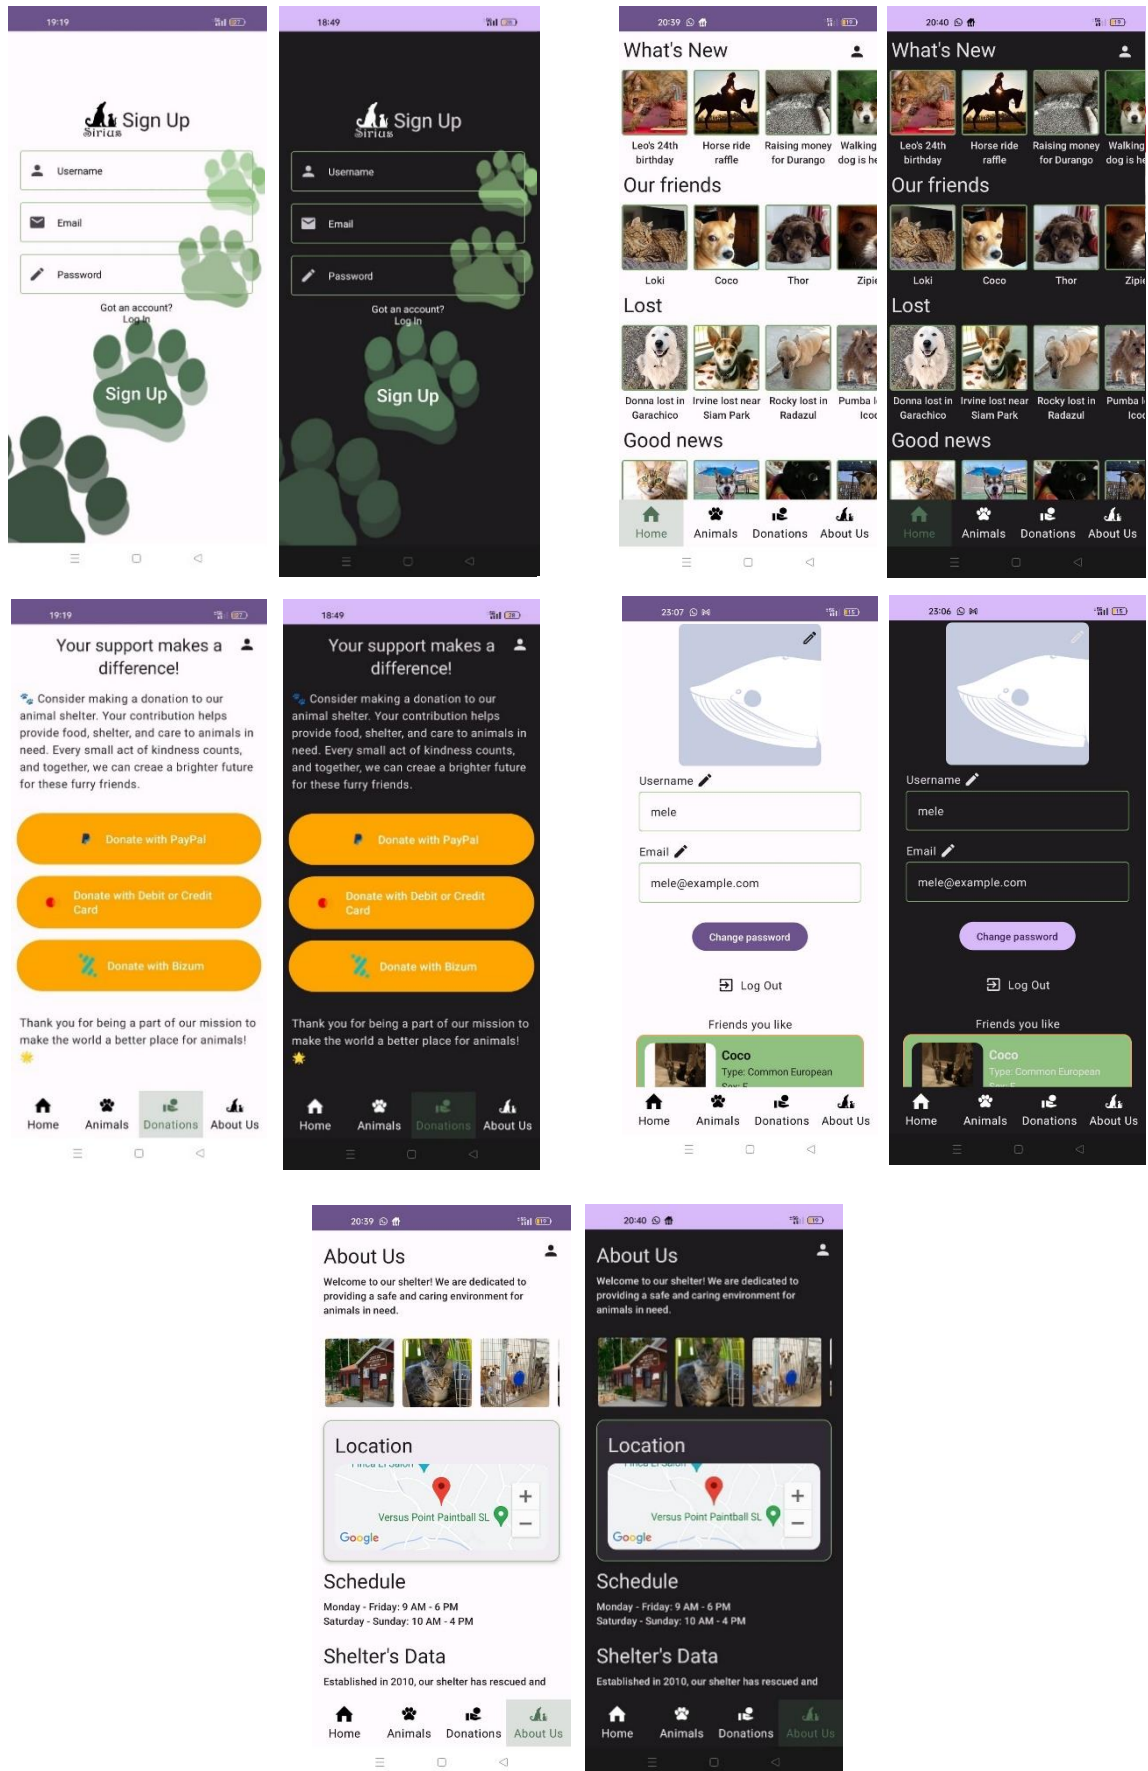 19:19
Sirius Sign Up
Username
Email
Password
Got an account?
Log In
Sign Up
18:49
Sirius Sign Up
Username
Email
Password
Got an account?
Log In
Sign Up
20:39
What's New
Leo's 24th birthday
Horse ride raffle
Raising money for Durango
Walking dog is he
Our friends
Loki Coco Thor Zipi
Lost
Donna lost in Garachico
Irvine lost near Siam Park
Rocky lost in Radazul
Pumba l Icoc
Good news
Home Animals Donations About Us
20:40
What's New
Leo's 24th birthday
Horse ride raffle
Raising money for Durango
Walking dog is he
Our friends
Loki Coco Thor Zipi
Lost
Donna lost in Garachico
Irvine lost near Siam Park
Rocky lost in Radazul
Pumba l Icoc
Good news
Home Animals Donations About Us
19:19
Your support makes a
difference!
🐾 Consider making a donation to our
animal shelter. Your contribution helps
provide food, shelter, and care to animals in
need. Every small act of kindness counts,
and together, we can creae a brighter future
for these furry friends.
Donate with PayPal
Donate with Debit or Credit
Card
Donate with Bizum
Thank you for being a part of our mission to
make the world a better place for animals!
🌟
Home Animals Donations About Us
18:49
Your support makes a
difference!
🐾 Consider making a donation to our
animal shelter. Your contribution helps
provide food, shelter, and care to animals in
need. Every small act of kindness counts,
and together, we can creae a brighter future
for these furry friends.
Donate with PayPal
Donate with Debit or Credit
Card
Donate with Bizum
Thank you for being a part of our mission to
make the world a better place for animals!
🌟
Home Animals Donations About Us
23:07
Username
mele
Email
mele@example.com
Change password
Log Out
Friends you like
Coco
Type: Common European
Sex: F
Home Animals Donations About Us
23:06
Username
mele
Email
mele@example.com
Change password
Log Out
Friends you like
Coco
Type: Common European
Sex: F
Home Animals Donations About Us
20:39
About Us
Welcome to our shelter! We are dedicated to
providing a safe and caring environment for
animals in need.
Location
Finca El Salon
Versus Point Paintball SL
Google
Schedule
Monday - Friday: 9 AM - 6 PM
Saturday - Sunday: 10 AM - 4 PM
Shelter's Data
Established in 2010, our shelter has rescued and
Home Animals Donations About Us
20:40
About Us
Welcome to our shelter! We are dedicated to
providing a safe and caring environment for
animals in need.
Location
Finca El Salon
Versus Point Paintball SL
Google
Schedule
Monday - Friday: 9 AM - 6 PM
Saturday - Sunday: 10 AM - 4 PM
Shelter's Data
Established in 2010, our shelter has rescued and
Home Animals Donations About Us